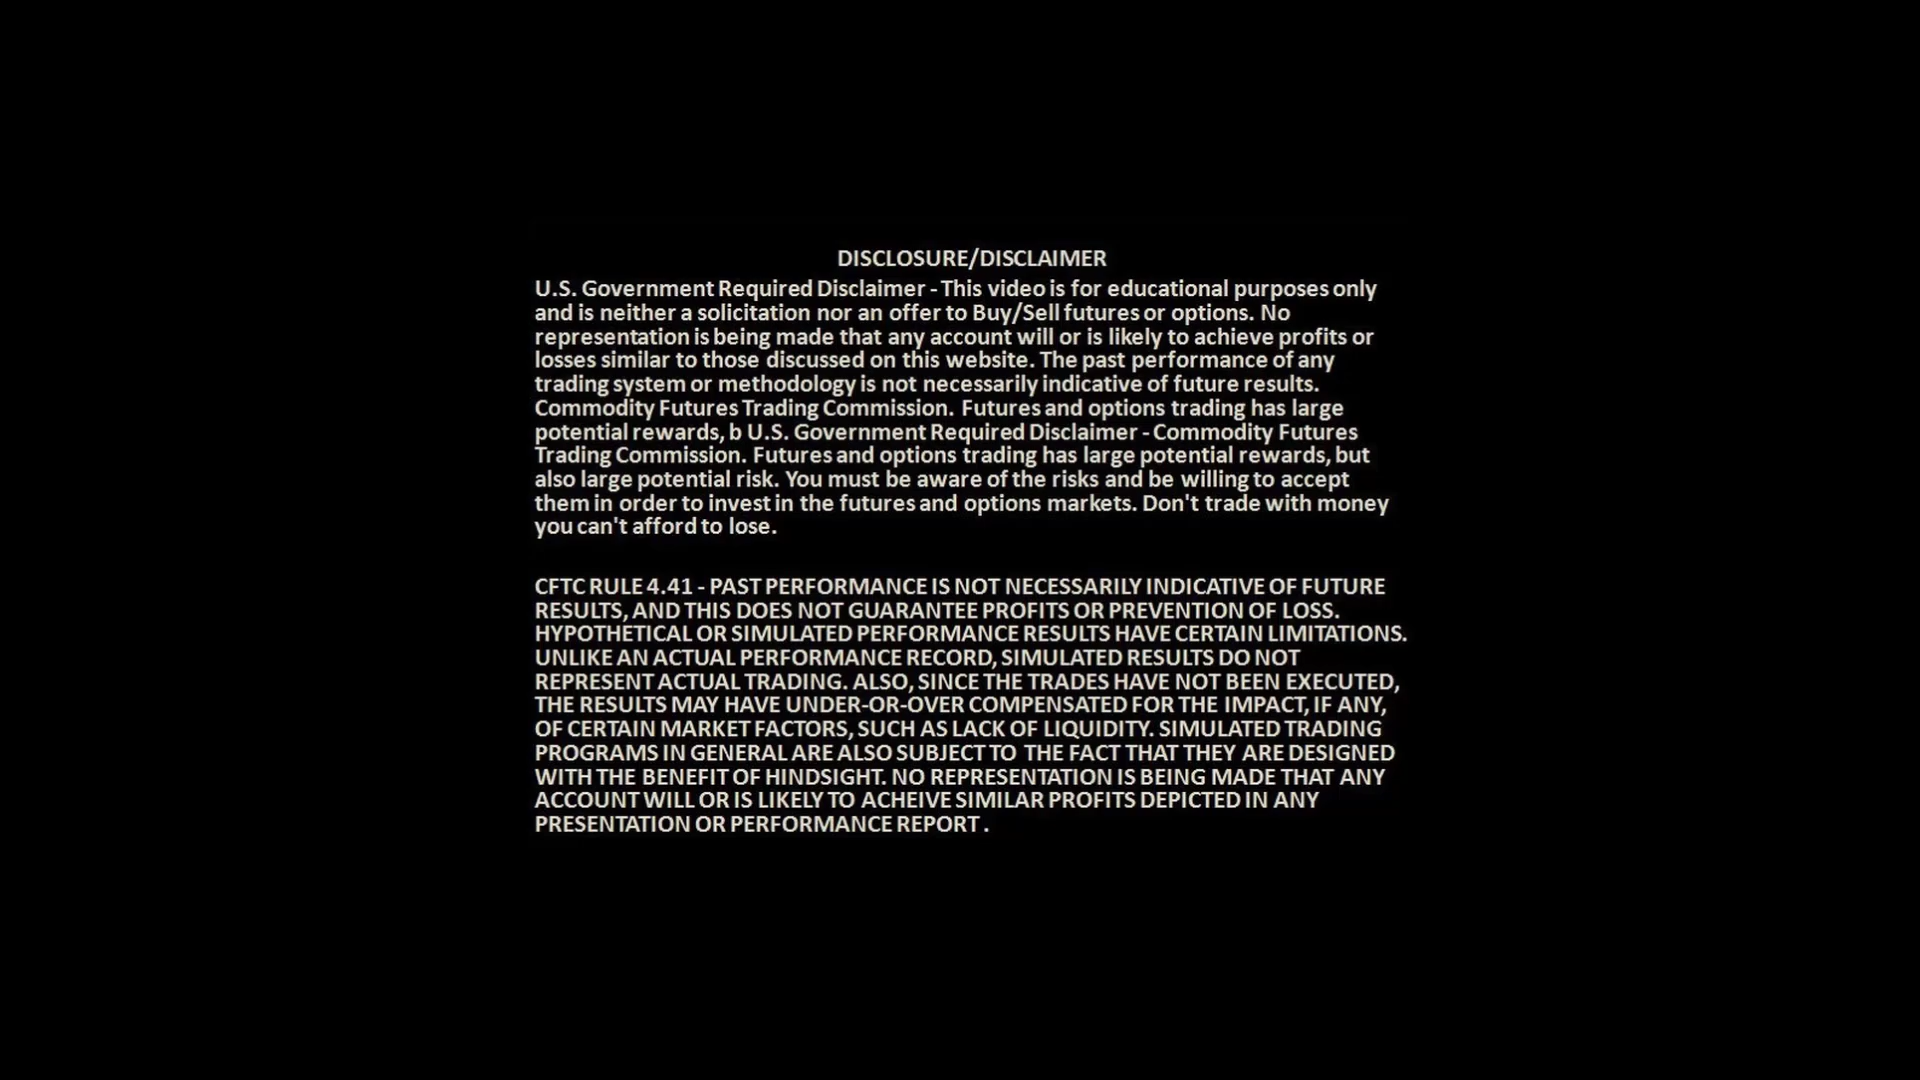 DISCLOSURE/DISCLAIMER
U.S. Government Required Disclaimer - This video is for educational purposes only
and is neither a solicitation nor an offer to Buy/Sell futures or options. No
representation is being made that any account will or is likely to achieve profits or
losses similar to those discussed on this website. The past performance of any
trading system or methodology is not necessarily indicative of future results.
Commodity Futures Trading Commission. Futures and options trading has large
potential rewards, b U.S. Government Required Disclaimer - Commodity Futures
Trading Commission. Futures and options trading has large potential rewards, but
also large potential risk. You must be aware of the risks and be willing to accept
them in order to invest in the futures and options markets. Don't trade with money
you can't afford to lose.
CFTC RULE 4.41 - PAST PERFORMANCE IS NOT NECESSARILY INDICATIVE OF FUTURE
RESULTS, AND THIS DOES NOT GUARANTEE PROFITS OR PREVENTION OF LOSS.
HYPOTHETICAL OR SIMULATED PERFORMANCE RESULTS HAVE CERTAIN LIMITATIONS.
UNLIKE AN ACTUAL PERFORMANCE RECORD, SIMULATED RESULTS DO NOT
REPRESENT ACTUAL TRADING. ALSO, SINCE THE TRADES HAVE NOT BEEN EXECUTED,
THE RESULTS MAY HAVE UNDER-OR-OVER COMPENSATED FOR THE IMPACT, IF ANY,
OF CERTAIN MARKET FACTORS, SUCH AS LACK OF LIQUIDITY. SIMULATED TRADING
PROGRAMS IN GENERAL ARE ALSO SUBJECT TO THE FACT THAT THEY ARE DESIGNED
WITH THE BENEFIT OF HINDSIGHT. NO REPRESENTATION IS BEING MADE THAT ANY
ACCOUNT WILL OR IS LIKELY TO ACHEIVE SIMILAR PROFITS DEPICTED IN ANY
PRESENTATION OR PERFORMANCE REPORT .